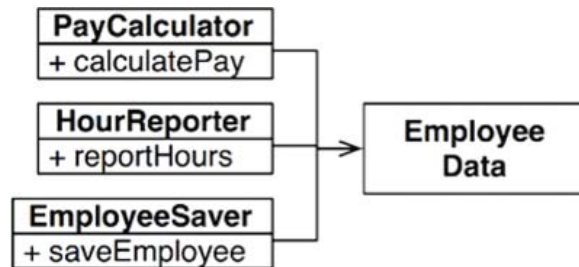 PayCalculator
+ calculatePay
HourReporter
+ reportHours
EmployeeSaver
+ saveEmployee
Employee
Data